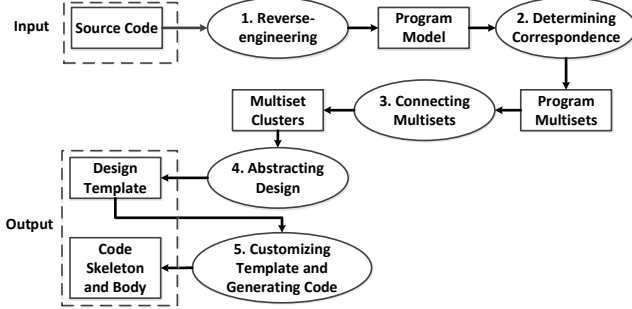 Input
Source Code
1. Reverse-
engineering
Program
Model
2. Determining
Correspondence
Program
Multisets
3. Connecting
Multisets
Multiset
Clusters
4. Abstracting
Design
Design
Template
Output
5. Customizing
Template and
Generating Code
Code
Skeleton
and Body